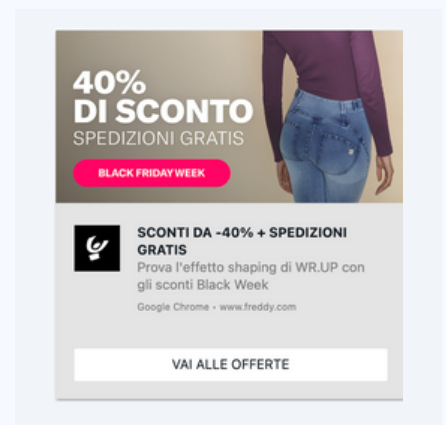 40%
DI SCONTO
SPEDIZIONI GRATIS
BLACK FRIDAY WEEK
SCONTI DA -40% + SPEDIZIONI
GRATIS
Prova l'effetto shaping di WR.UP con
gli sconti Black Week
Google Chrome • www.freddy.com
VAI ALLE OFFERTE